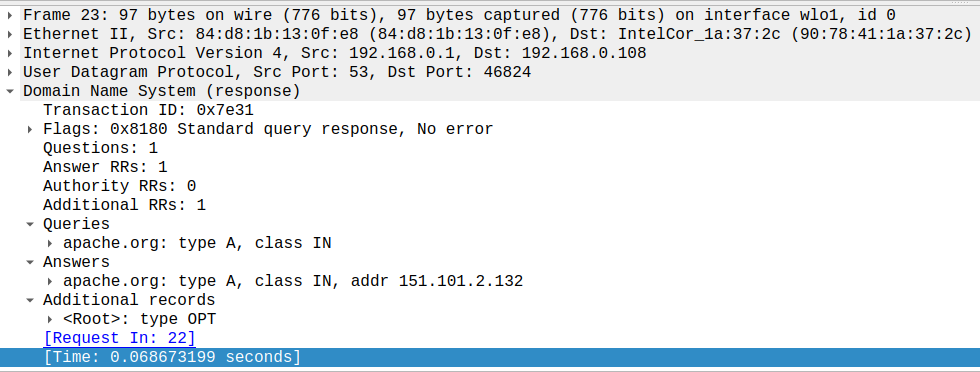 Frame 23: 97 bytes on wire (776 bits), 97 bytes captured (776 bits) on interface wlo1, id 0
Ethernet II, Src: 84:d8:1b:13:0f:e8 (84:d8:1b:13:0f:e8), Dst: IntelCor_1a:37:2c (90:78:41:1a:37:2c)
Internet Protocol Version 4, Src: 192.168.0.1, Dst: 192.168.0.108
User Datagram Protocol, Src Port: 53, Dst Port: 46824
Domain Name System (response)
Transaction ID: 0x7e31
Flags: 0x8180 Standard query response, No error
Questions: 1
Answer RRs: 1
Authority RRs: 0
Additional RRs: 1
Queries
apache.org: type A, class IN
Answers
apache.org: type A, class IN, addr 151.101.2.132
Additional records
<Root>: type OPT
[Request In: 22]
[Time: 0.068673199 seconds]